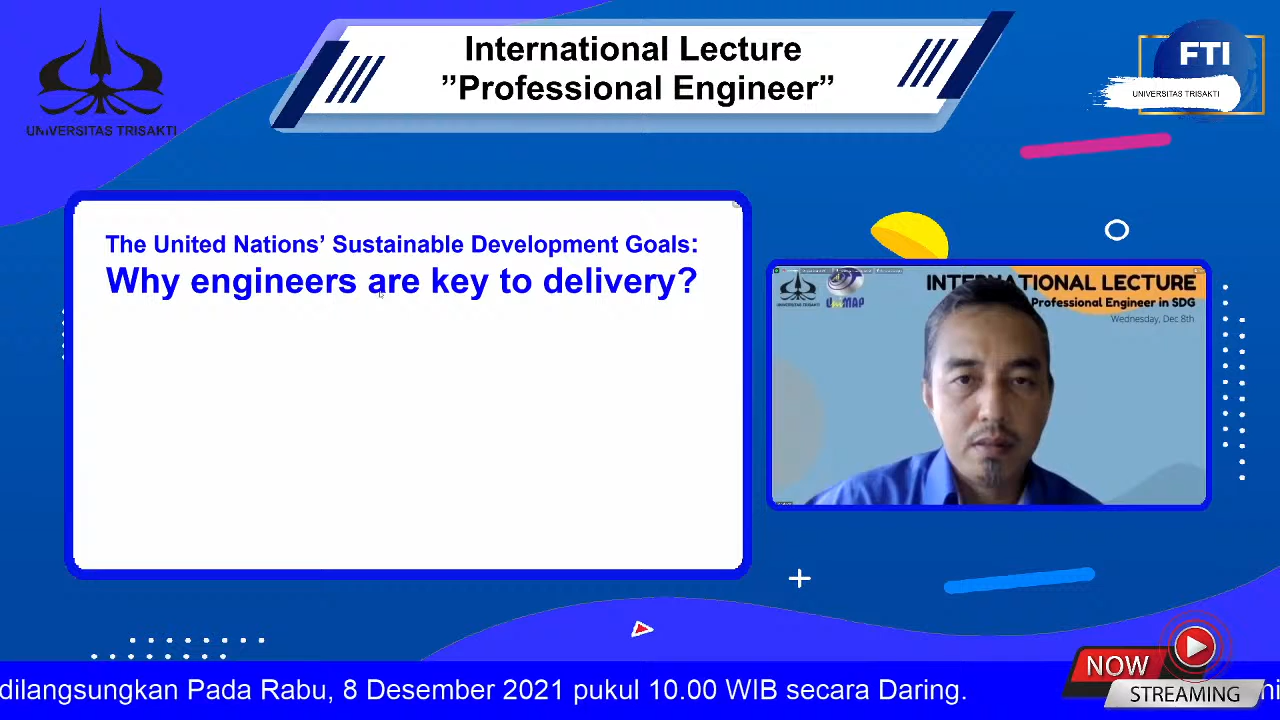 UNIVERSITAS TRISAKTI
International Lecture
”Professional Engineer”
FTI
UNIVERSITAS TRISAKTI
The United Nations’ Sustainable Development Goals:
Why engineers are key to delivery?
INTERNATIONAL LECTURE
Professional Engineer in SDG
Wednesday, Dec 8th
UniMAP
dilangsungkan Pada Rabu, 8 Desember 2021 pukul 10.00 WIB secara Daring.
NOW
STREAMING